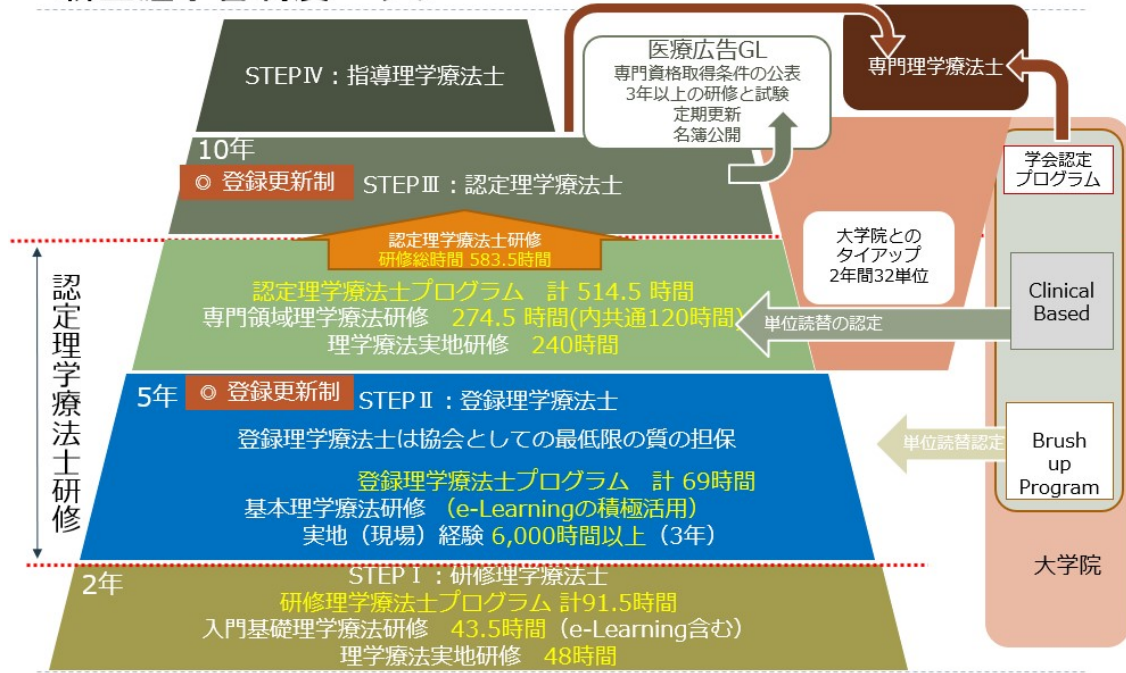 STEPⅣ：指導理学療法士
医療広告GL
専門資格取得条件の公表
3年以上の研修と試験
定期更新
名簿公開
専門理学療法士
10年
◎ 登録更新制
STEPⅢ：認定理学療法士
学会認定
プログラム
認定理学療法士研修
研修総時間 583.5時間
大学院との
タイアップ
2年間32単位
認定理学療法士プログラム　計 514.5 時間
専門領域理学療法研修　274.5 時間(内共通120時間)
理学療法実地研修　240時間
単位読替の認定
Clinical
Based
認定理学療法士研修
5年
◎ 登録更新制
STEPⅡ：登録理学療法士
登録理学療法士は協会としての最低限の質の担保
登録理学療法士プログラム　計 69時間
基本理学療法研修　（e-Learningの積極活用）
実地（現場）経験 6,000時間以上（3年）
単位読替認定
Brush
up
Program
大学院
2年
STEPⅠ：研修理学療法士
研修理学療法士プログラム 計91.5時間
入門基礎理学療法研修　43.5時間（e-Learning含む）
理学療法実地研修　48時間